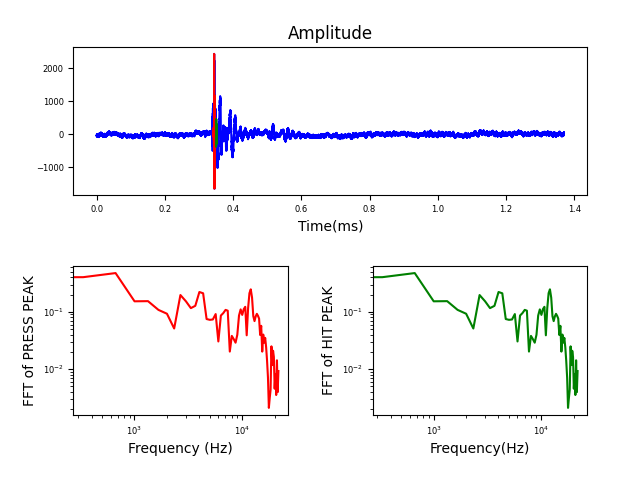 Amplitude
2000
1000
0
−1000
0.0 0.2 0.4 0.6 0.8 1.0 1.2 1.4
Time(ms)
FFT of PRESS PEAK
10⁻¹
10⁻²
10³ 10⁴
Frequency (Hz)
FFT of HIT PEAK
10⁻¹
10⁻²
10³ 10⁴
Frequency(Hz)